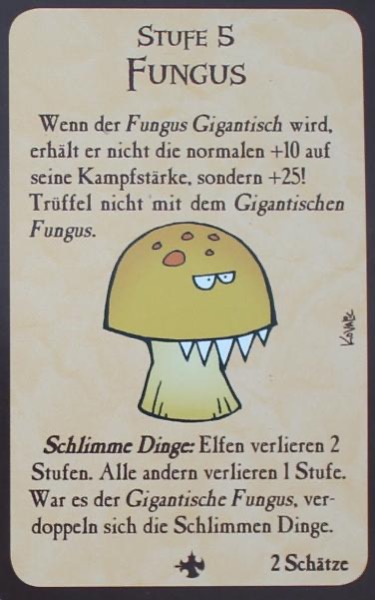 Stufe 5
Fungus
Wenn der Fungus Gigantisch wird,
erhält er nicht die normalen +10 auf
seine Kampfstärke, sondern +25!
Trüffel nicht mit dem Gigantischen
Fungus.
Kovalic
Schlimme Dinge: Elfen verlieren 2
Stufen. Alle andern verlieren 1 Stufe.
War es der Gigantische Fungus, ver-
doppeln sich die Schlimmen Dinge.
2 Schätze